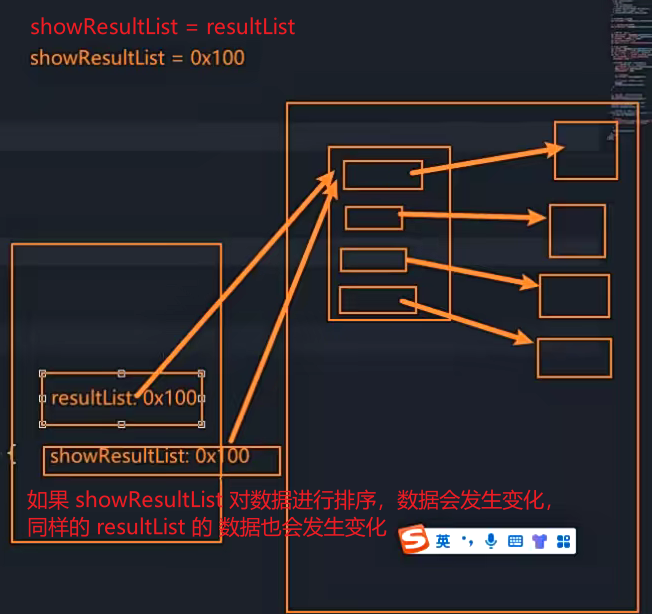 showResultList = resultList
showResultList = 0x100
resultList: 0x100
{
showResultList: 0x100
如果 showResultList 对数据进行排序，数据会发生变化，
同样的 resultList 的 数据也会发生变化
英